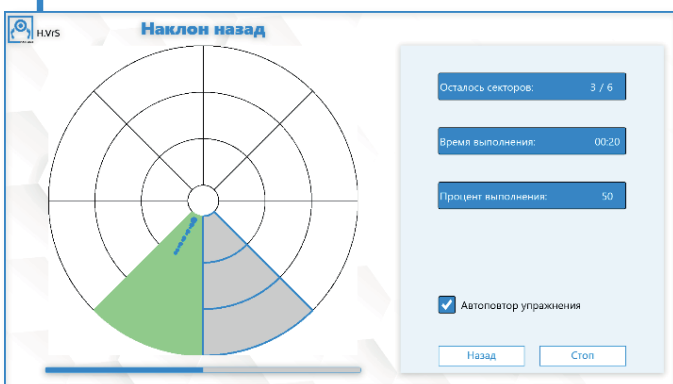 H.VrS
Наклон назад
Осталось секторов: 3 / 6
Время выполнения: 00:20
Процент выполнения: 50
Автоповтор упражнения
Назад
Стоп